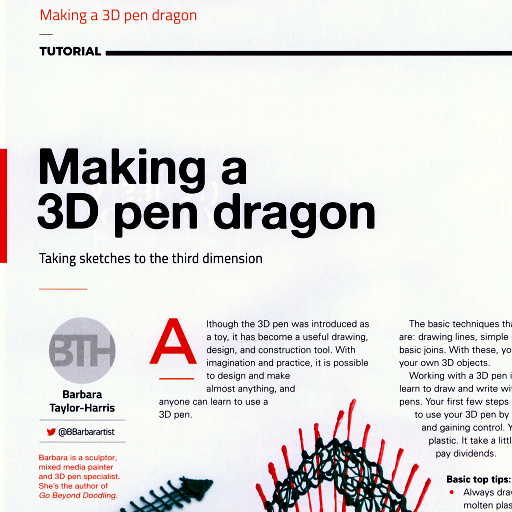 Making a 3D pen dragon
TUTORIAL
Making a
3D pen dragon
Taking sketches to the third dimension
BTH
Barbara
Taylor-Harris
@BBarbarartist
Barbara is a sculptor,
mixed media painter
and 3D pen specialist.
She's the author of
Go Beyond Doodling.
Although the 3D pen was introduced as
a toy, it has become a useful drawing,
design, and construction tool. With
imagination and practice, it is possible
to design and make
almost anything, and
anyone can learn to use a
3D pen.
The basic techniques tha
are: drawing lines, simple
basic joins. With these, yo
your own 3D objects.
Working with a 3D pen i
learn to draw and write wi
pens. Your first few steps
to use your 3D pen by
and gaining control. Y
plastic. It take a littl
pay dividends.
Basic top tips:
• Always draw
molten plas